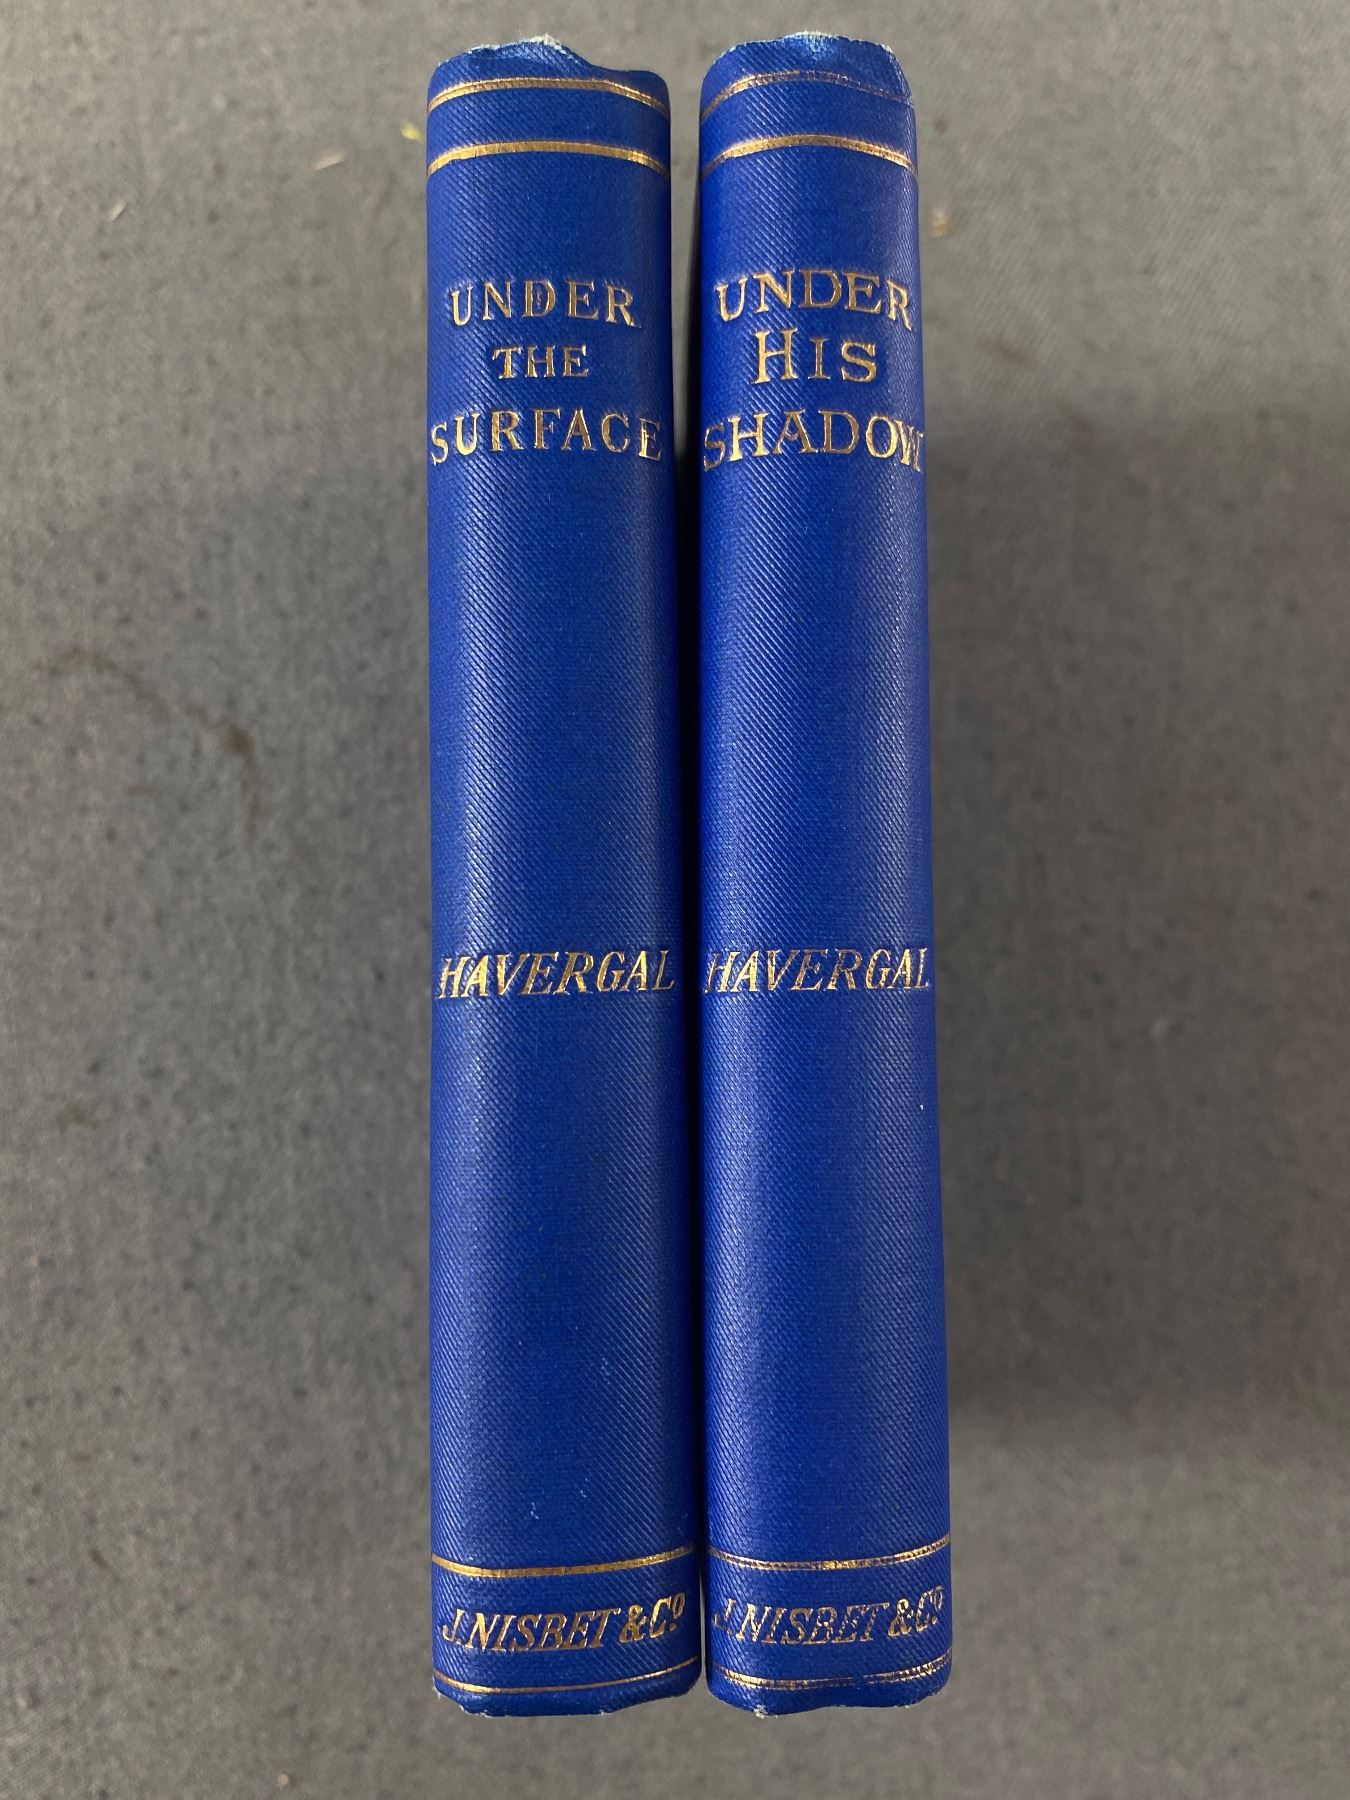 UNDER
THE
SURFACE
HAVERGAL
J. NISBET & Cº
UNDER
HIS
SHADOW
HAVERGAL
J. NISBET & Cº